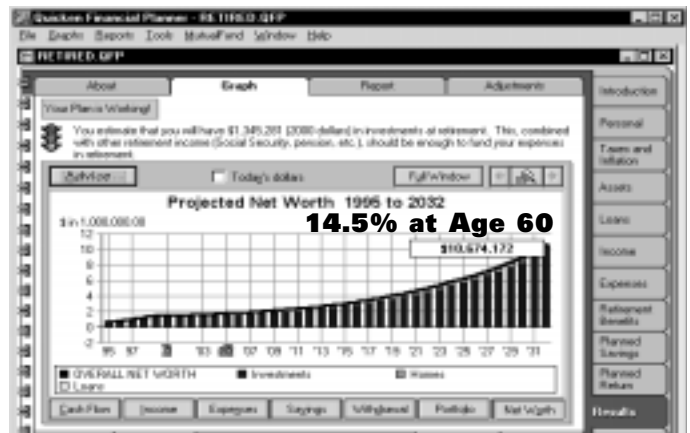 Quicken Financial Planner - RETIRED.QFP
File Graphs Reports Tools MutualFund Window Help
RETIRED.QFP
About Graph Report Adjustments
Your Plan is Working!
You estimate that you will have $1,345,281 (2000 dollars) in investments at retirement. This, combined
with other retirement income (Social Security, pension, etc.), should be enough to fund your expenses
in retirement.
Advice... Today's dollars Full Window
Projected Net Worth 1995 to 2032
$ in 1,000,000.00
14.5% at Age 60
$10,674,172
12
10
8
6
4
2
0
-2
95 97 '03 '07 '09 '11 '13 '15 '17 '19 '21 '23 '25 '27 '29 '31
OVERALL NET WORTH Investments Homes
Loans
Cash Flow Income Expenses Savings Withdrawal Portfolio Net Worth
Introduction
Personal
Taxes and
Inflation
Assets
Loans
Income
Expenses
Retirement
Benefits
Planned
Savings
Planned
Return
Results